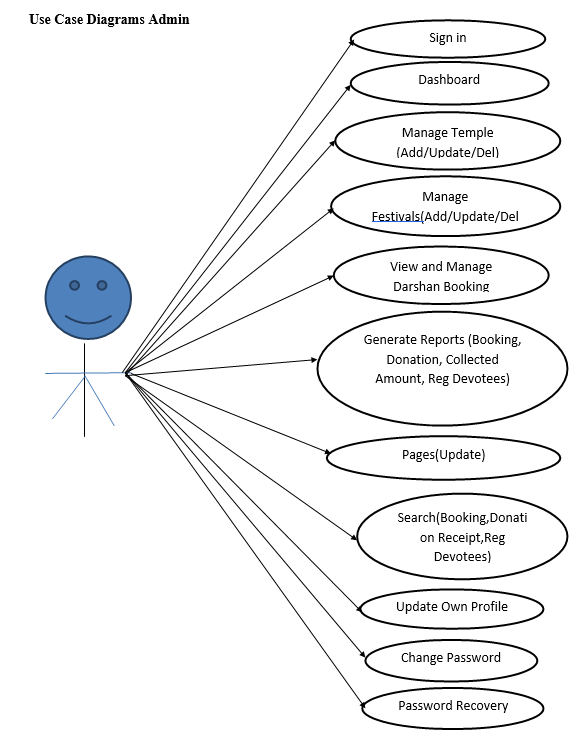 Use Case Diagrams Admin
Sign in
Dashboard
Manage Temple
(Add/Update/Del)
Manage
Festivals(Add/Update/Del
View and Manage
Darshan Booking
Generate Reports (Booking,
Donation, Collected
Amount, Reg Devotees)
Pages(Update)
Search(Booking,Donati
on Receipt,Reg
Devotees)
Update Own Profile
Change Password
Password Recovery